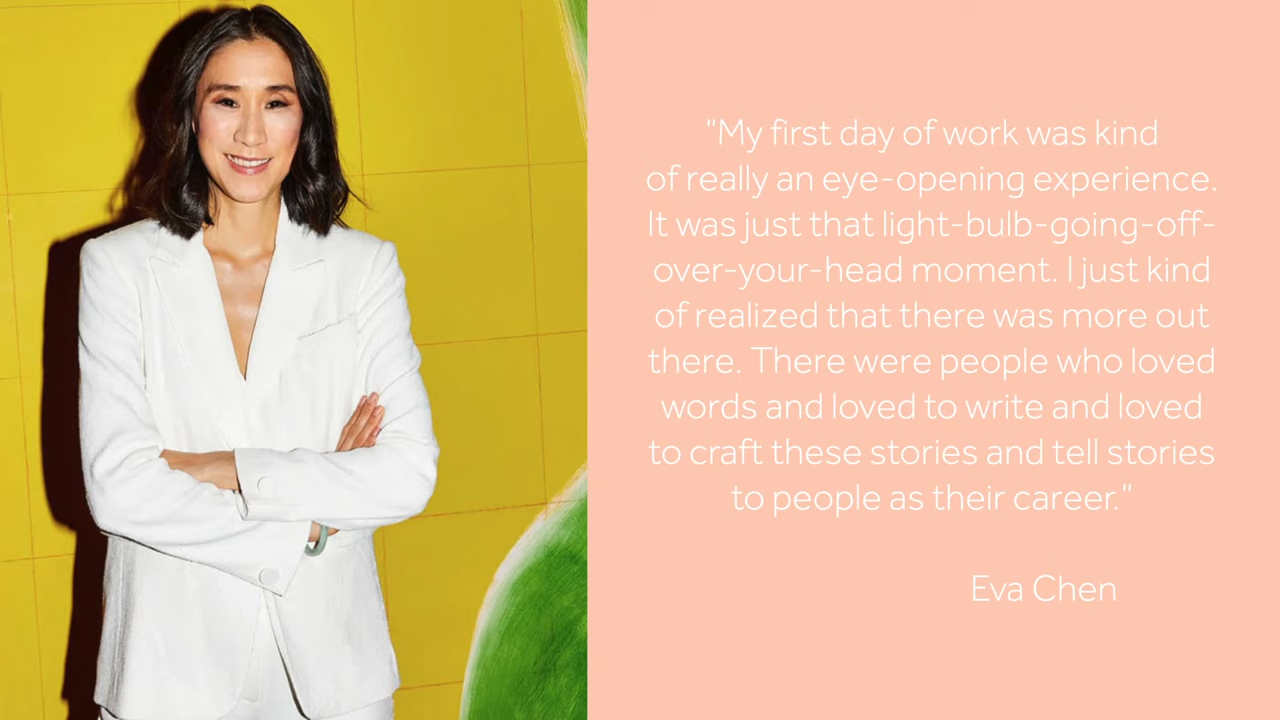 "My first day of work was kind
of really an eye-opening experience.
It was just that light-bulb-going-off-
over-your-head moment. I just kind
of realized that there was more out
there. There were people who loved
words and loved to write and loved
to craft these stories and tell stories
to people as their career."
Eva Chen